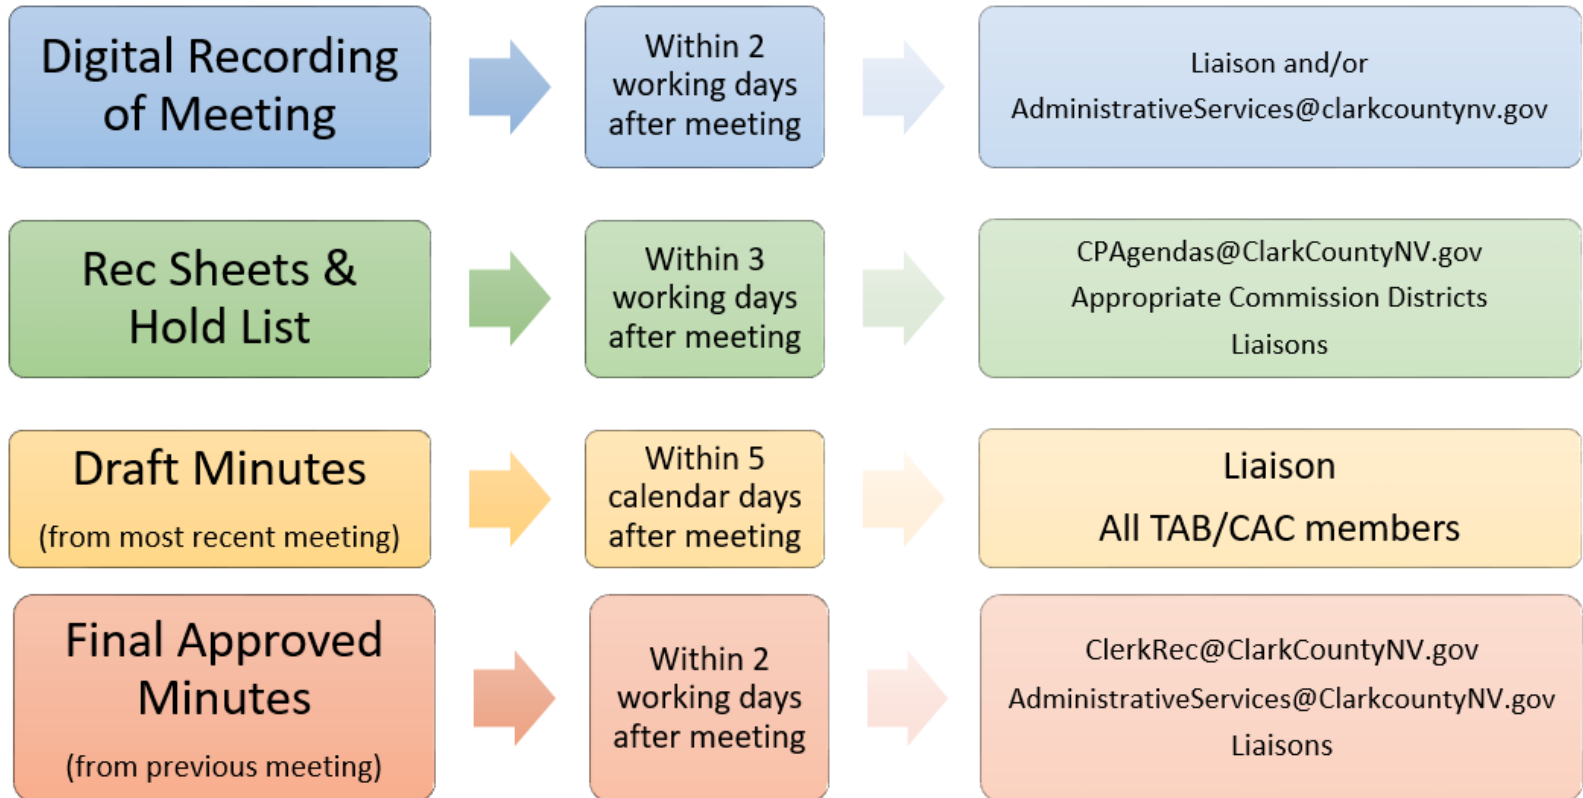 Digital Recording
of Meeting
Within 2
working days
after meeting
Liaison and/or
AdministrativeServices@clarkcountynv.gov
Rec Sheets &
Hold List
Within 3
working days
after meeting
CPAgendas@ClarkCountyNV.gov
Appropriate Commission Districts
Liaisons
Draft Minutes
(from most recent meeting)
Within 5
calendar days
after meeting
Liaison
All TAB/CAC members
Final Approved
Minutes
(from previous meeting)
Within 2
working days
after meeting
ClerkRec@ClarkCountyNV.gov
AdministrativeServices@ClarkcountyNV.gov
Liaisons